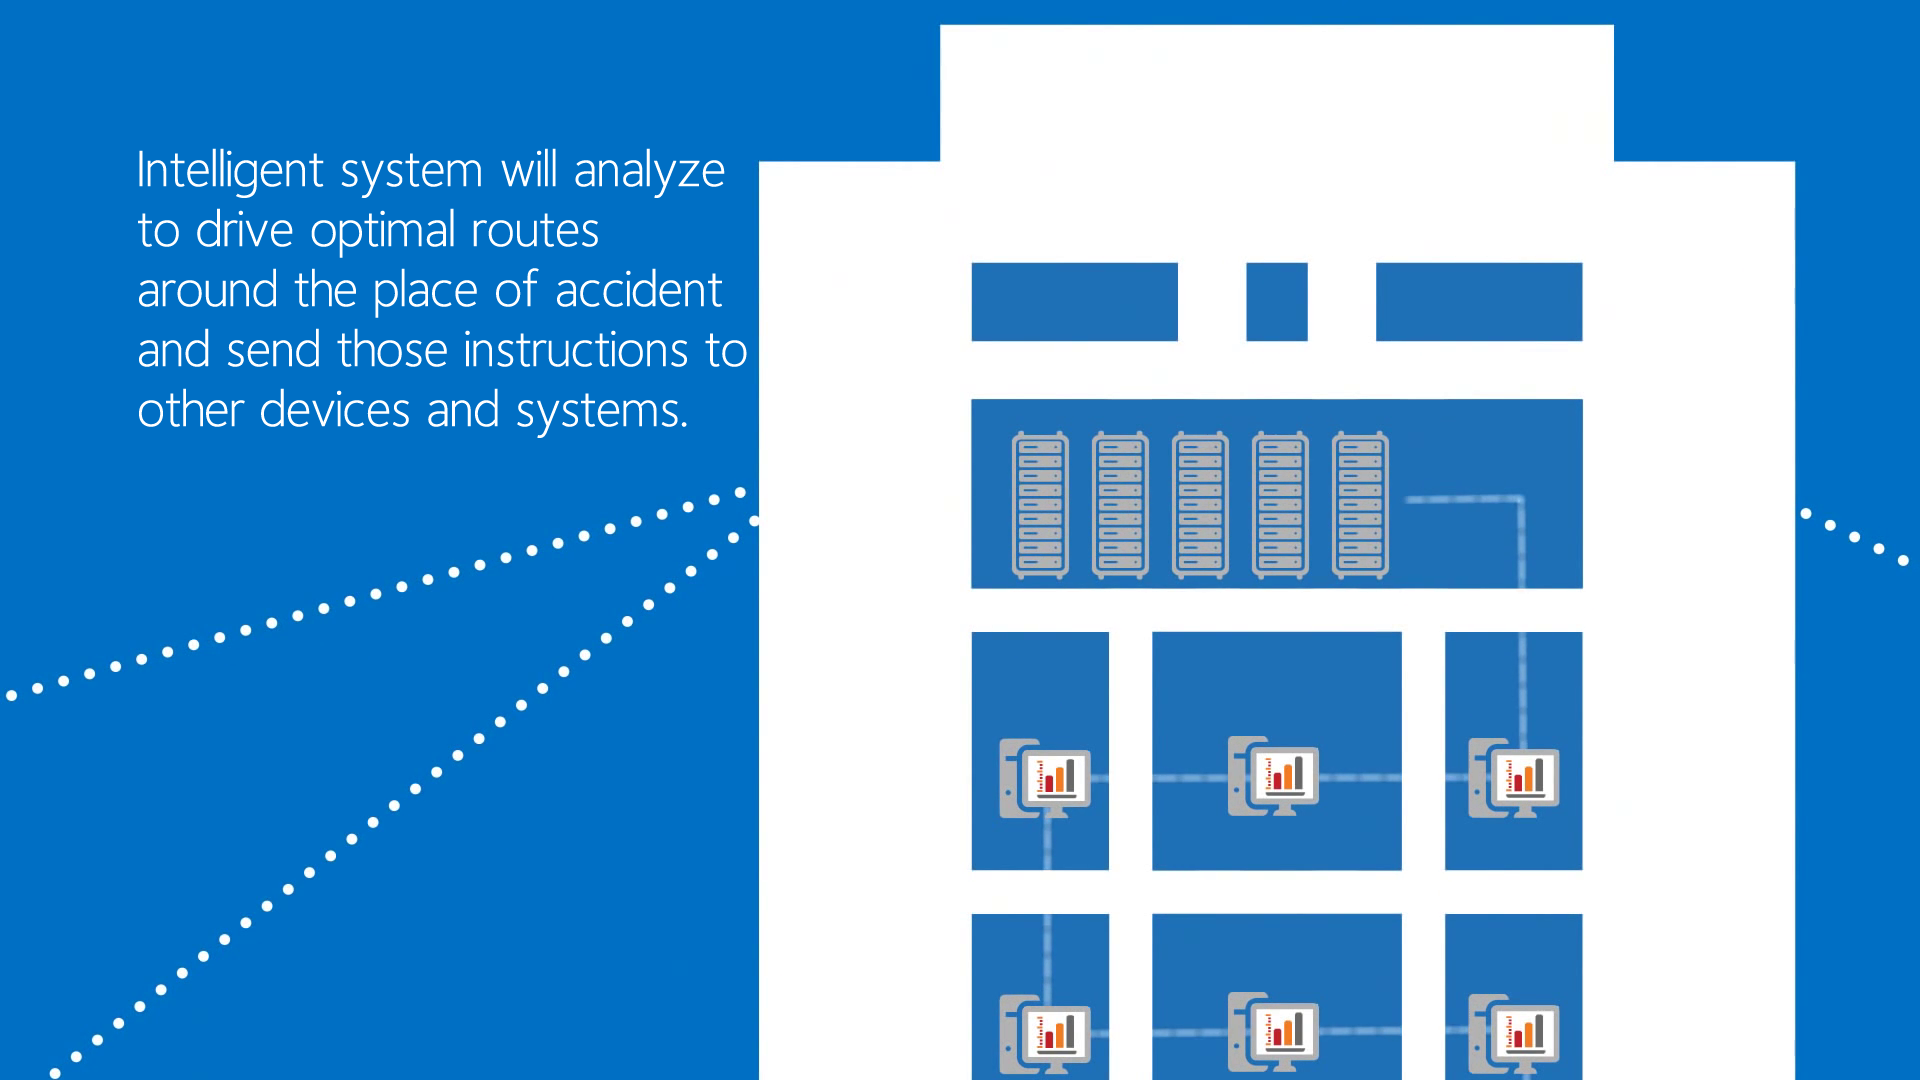 Intelligent system will analyze
to drive optimal routes
around the place of accident
and send those instructions to
other devices and systems.